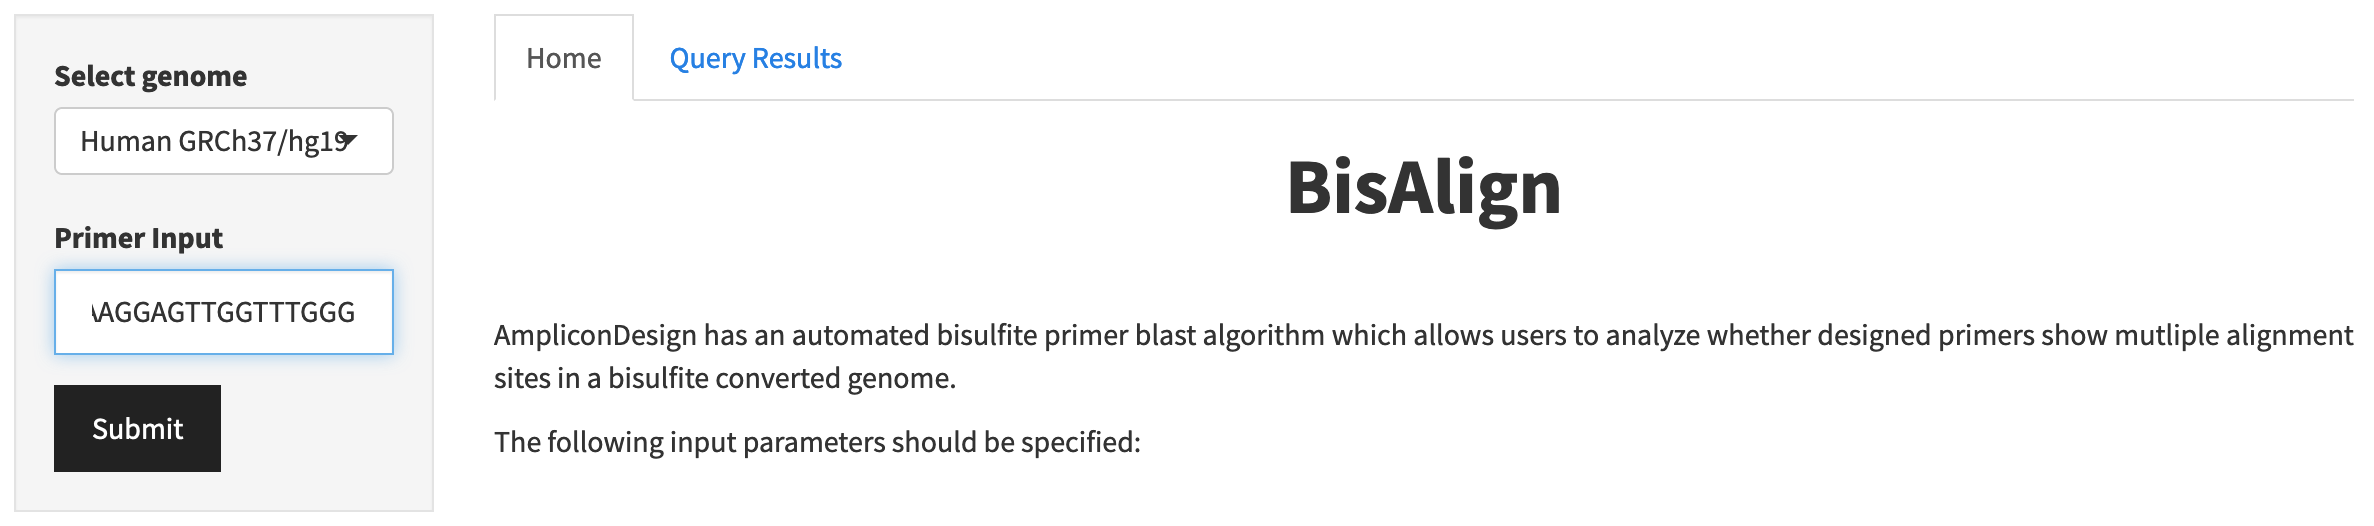 Select genome
Human GRCh37/hg19
Primer Input
AAGGAGTTGGTTTGGG
Submit
Home
Query Results
BisAlign
AmpliconDesign has an automated bisulfite primer blast algorithm which allows users to analyze whether designed primers show mutliple alignment
sites in a bisulfite converted genome.
The following input parameters should be specified: